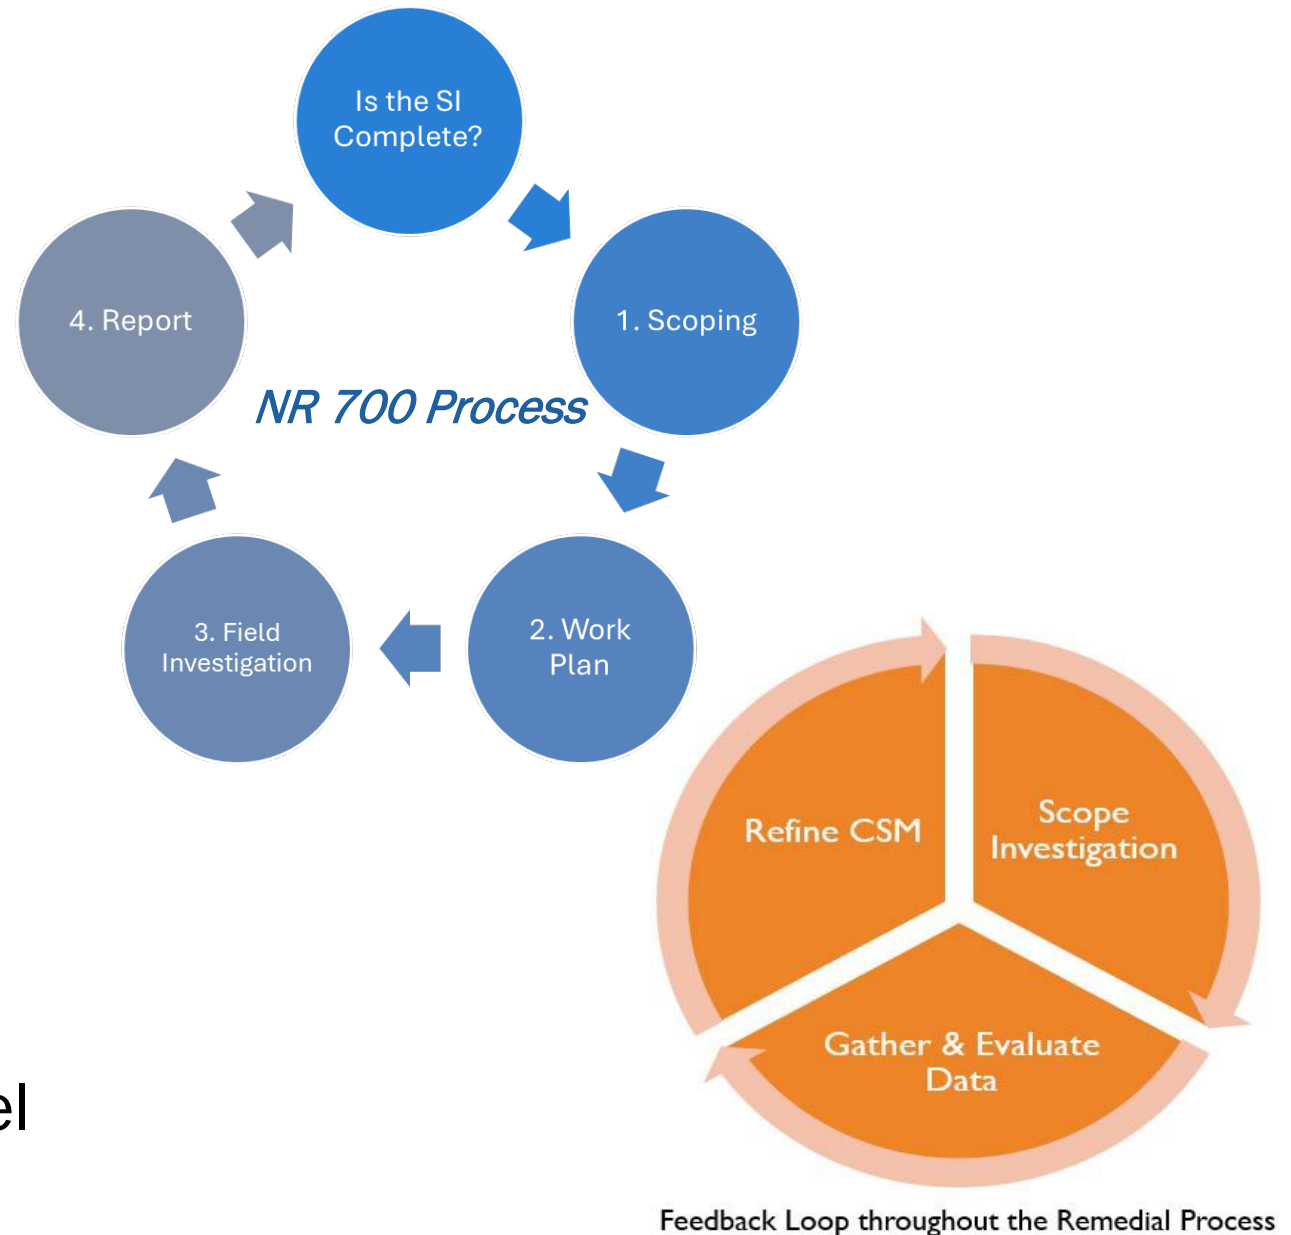 Is the SI
Complete?
4. Report
1. Scoping
NR 700 Process
3. Field
Investigation
2. Work
Plan
Refine CSM
Scope
Investigation
Gather & Evaluate
Data
el
Feedback Loop throughout the Remedial Process